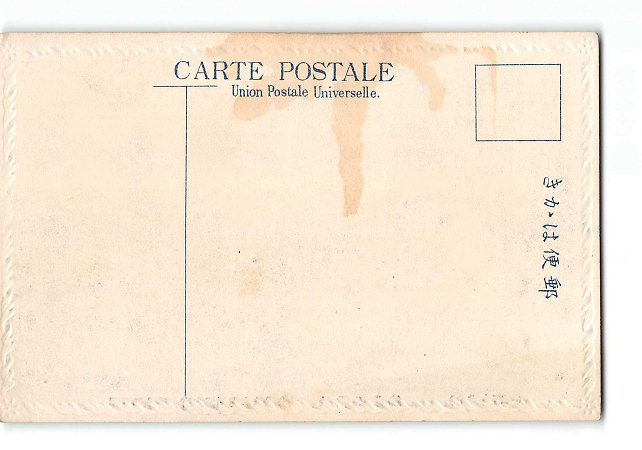 CARTE POSTALE
Union Postale Universelle.
きかは便郵